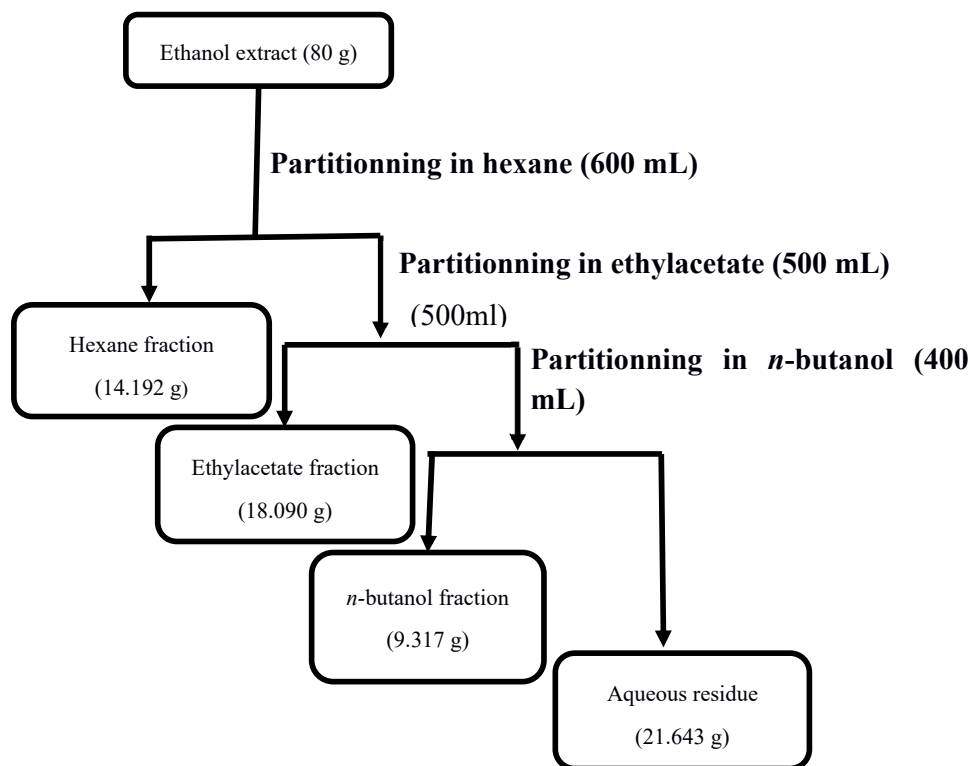 Ethanol extract (80 g)
Partitionning in hexane (600 mL)
Partitionning in ethylacetate (500 mL)
(500ml)
Hexane fraction
(14.192 g)
Partitionning in n-butanol (400
mL)
Ethylacetate fraction
(18.090 g)
n-butanol fraction
(9.317 g)
Aqueous residue
(21.643 g)